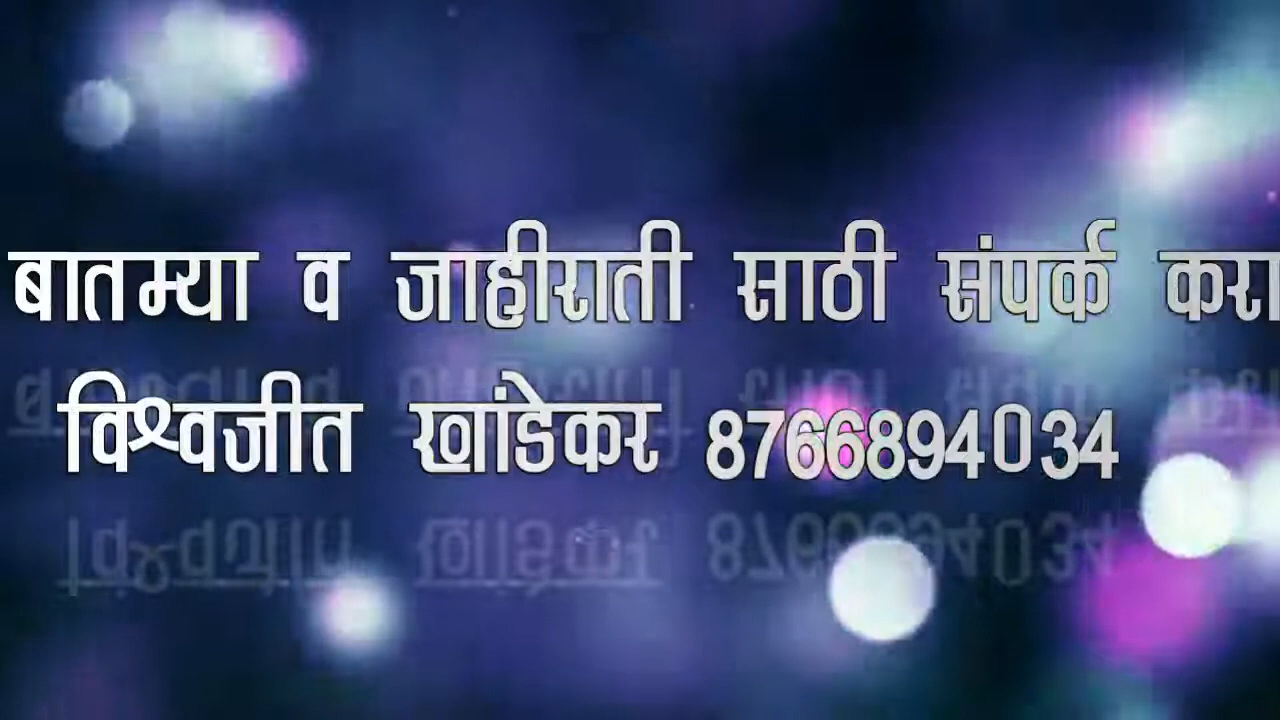 बातम्या व जाहीराती साठी संपर्क करा
विश्वजीत खांडेकर 8766894034